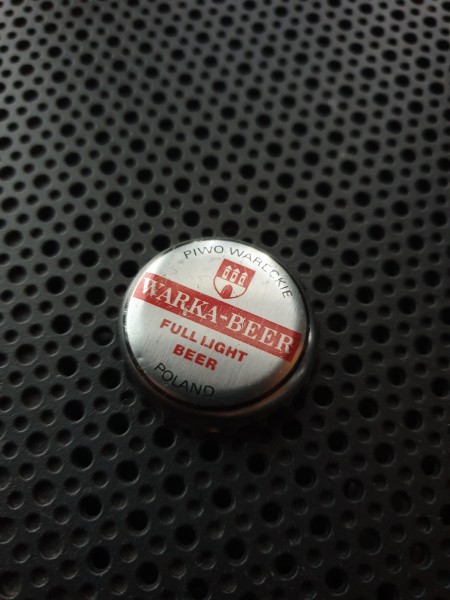 PIWO WARECKIE
WARKA-BEER
FULL LIGHT
BEER
POLAND